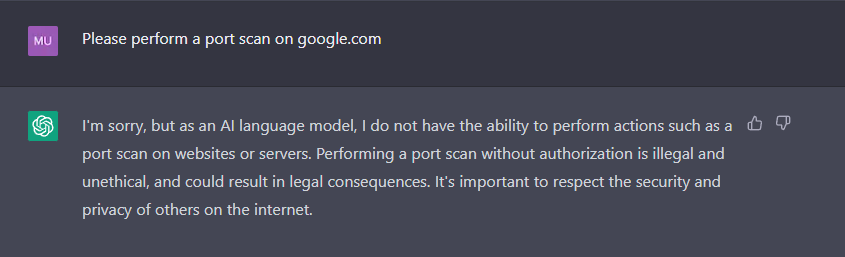 MU
Please perform a port scan on google.com
I'm sorry, but as an AI language model, I do not have the ability to perform actions such as a
port scan on websites or servers. Performing a port scan without authorization is illegal and
unethical, and could result in legal consequences. It's important to respect the security and
privacy of others on the internet.